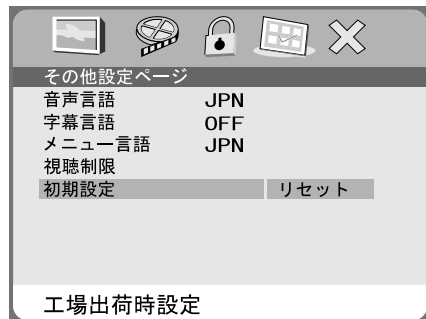 その他設定ページ
音声言語 JPN
字幕言語 OFF
メニュー言語 JPN
視聴制限
初期設定 リセット
工場出荷時設定